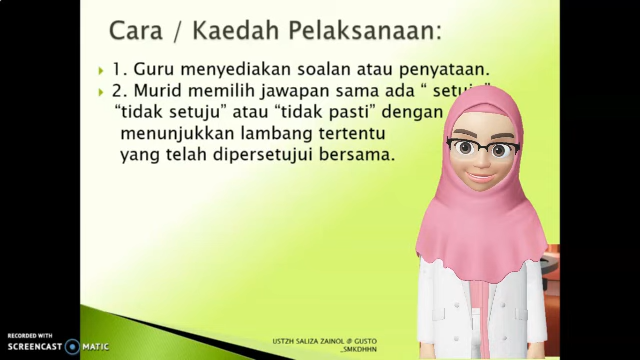 Cara / Kaedah Pelaksanaan:
1. Guru menyediakan soalan atau penyataan.
2. Murid memilih jawapan sama ada “ setuju”
“tidak setuju” atau “tidak pasti” dengan
menunjukkan lambang tertentu
yang telah dipersetujui bersama.
USTZH SALIZA ZAINOL @ GUSTO
_SMKDHHN
RECORDED WITH
SCREENCAST MATIC